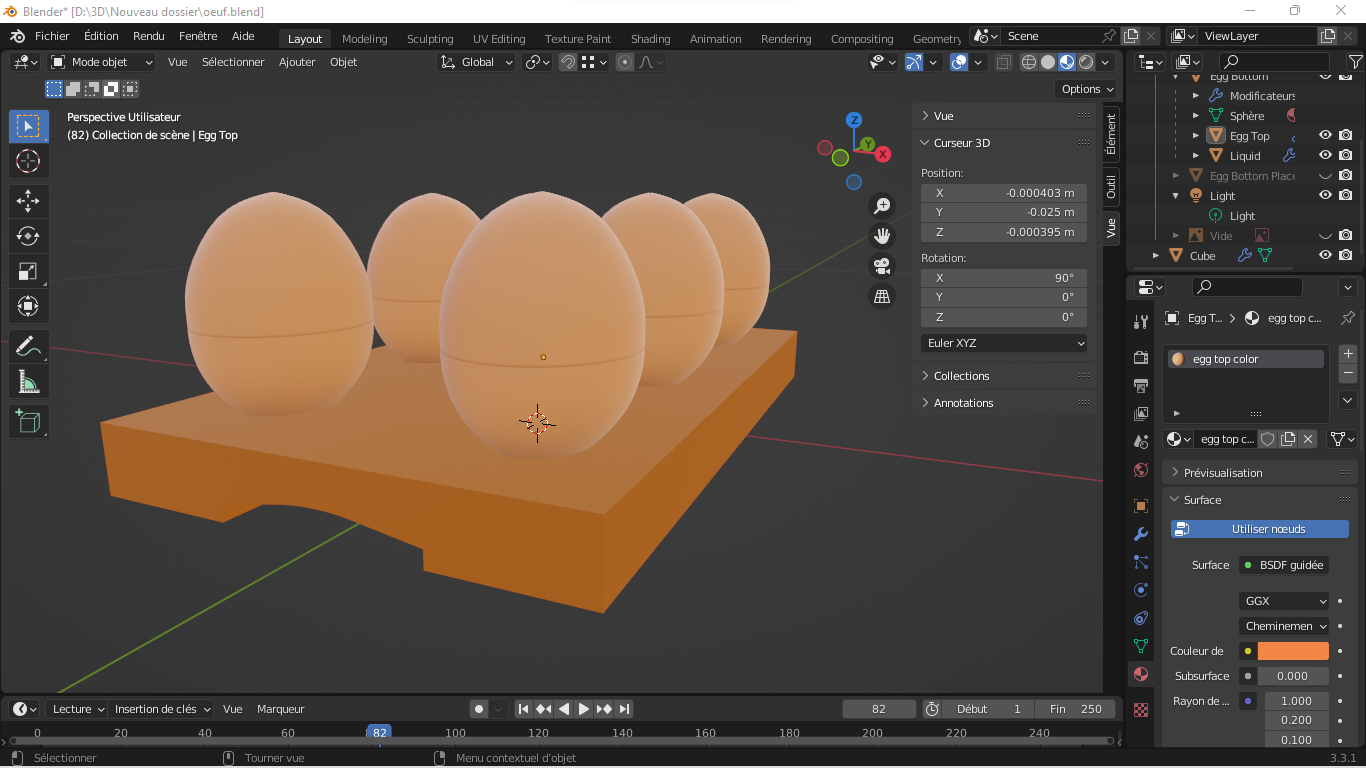 Blender* [D:\3D\Nouveau dossier\oeuf.blend]
Fichier Édition Rendu Fenêtre Aide Layout Modeling Sculpting UV Editing Texture Paint Shading Animation Rendering Compositing Geometry Scene ViewLayer
Mode objet Vue Sélectionner Ajouter Objet Global
Options
Perspective Utilisateur
(82) Collection de scène | Egg Top
Z
Y
X
Vue
Curseur 3D
Position:
X -0.000403 m
Y -0.025 m
Z -0.000395 m
Rotation:
X 90°
Y 0°
Z 0°
Euler XYZ
Collections
Annotations
Élément
Outil
Vue
Egg Bottom
Modificateurs
Sphère
Egg Top
Liquid
Egg Bottom Place
Light
Light
Vide
Cube
Egg T... egg top c...
egg top color
egg top c...
Prévisualisation
Surface
Utiliser nœuds
Surface BSDF guidée
GGX
Cheminemen
Couleur de
Subsurface 0.000
Rayon de ... 1.000
0.200
0.100
Lecture Insertion de clés Vue Marqueur 82 Début 1 Fin 250
0 20 40 60 82 100 120 140 160 180 200 220 240
Sélectionner Tourner vue Menu contextuel d'objet 3.3.1